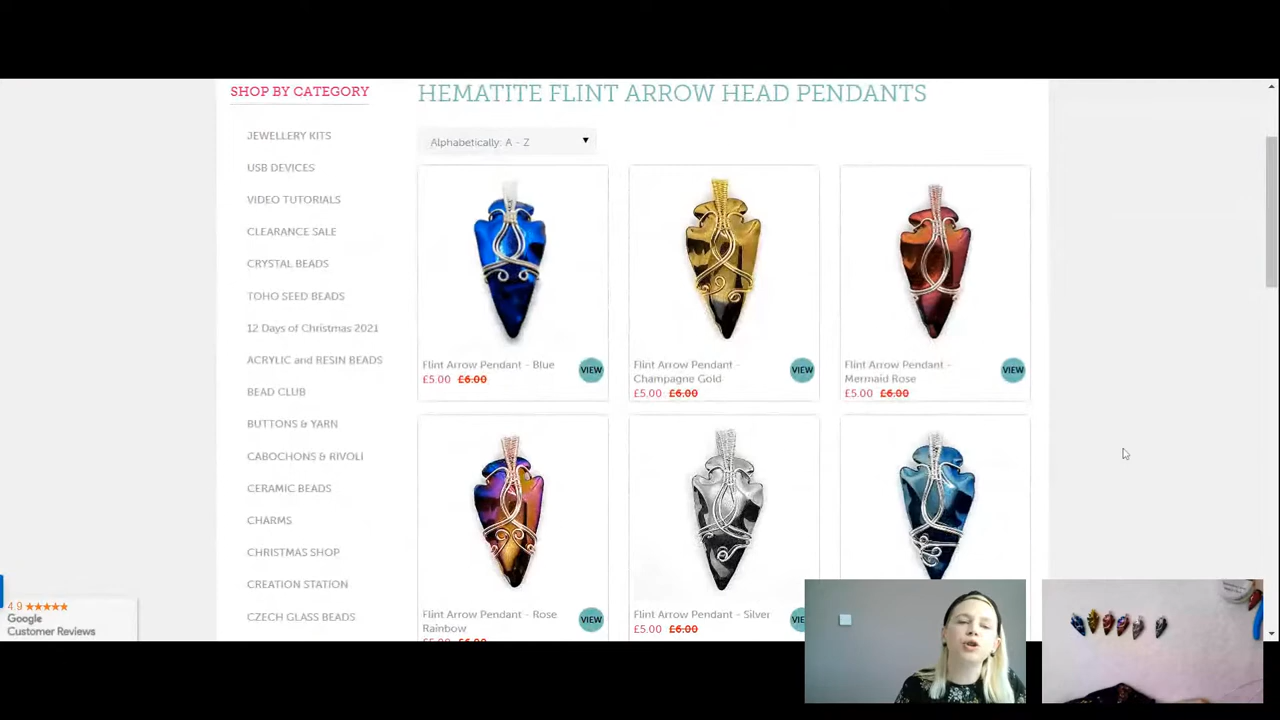 SHOP BY CATEGORY
JEWELLERY KITS
USB DEVICES
VIDEO TUTORIALS
CLEARANCE SALE
CRYSTAL BEADS
TOHO SEED BEADS
12 Days of Christmas 2021
ACRYLIC and RESIN BEADS
BEAD CLUB
BUTTONS & YARN
CABOCHONS & RIVOLI
CERAMIC BEADS
CHARMS
CHRISTMAS SHOP
CREATION STATION
CZECH GLASS BEADS
HEMATITE FLINT ARROW HEAD PENDANTS
Alphabetically: A - Z
Flint Arrow Pendant - Blue
£5.00 £6.00
VIEW
Flint Arrow Pendant -
Champagne Gold
£5.00 £6.00
VIEW
Flint Arrow Pendant -
Mermaid Rose
£5.00 £6.00
VIEW
Flint Arrow Pendant - Rose
Rainbow
£5.00 £6.00
VIEW
Flint Arrow Pendant - Silver
£5.00 £6.00
4.9
Google
Customer Reviews